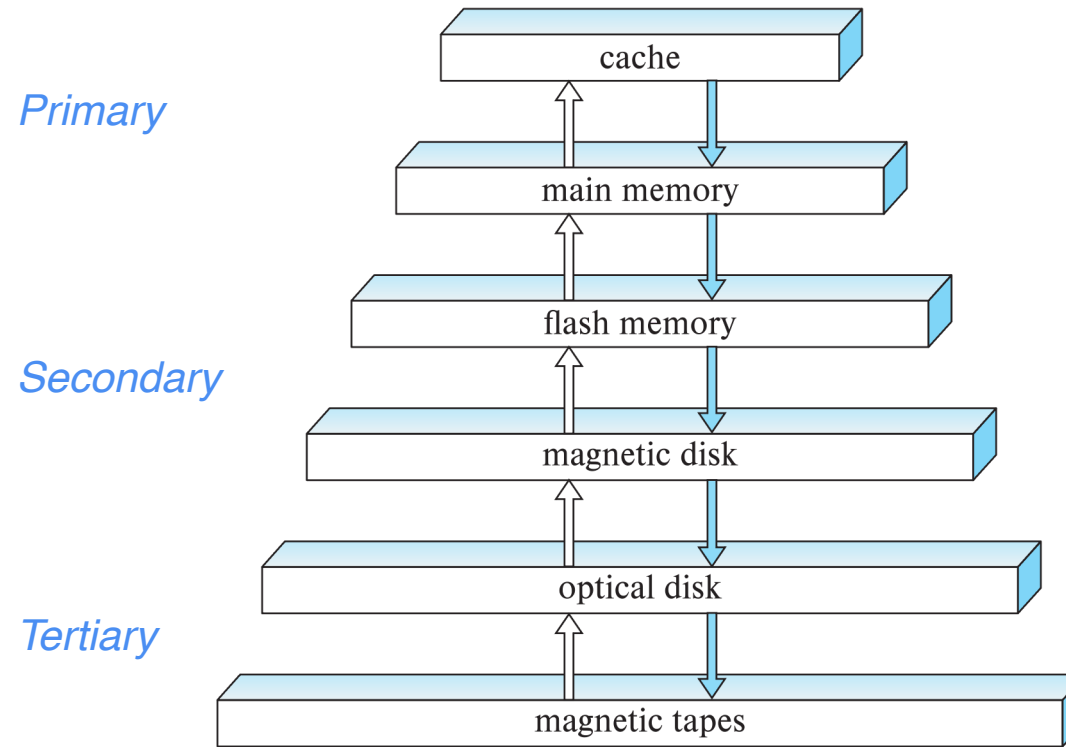 cache
Primary
main memory
flash memory
Secondary
magnetic disk
optical disk
Tertiary
magnetic tapes